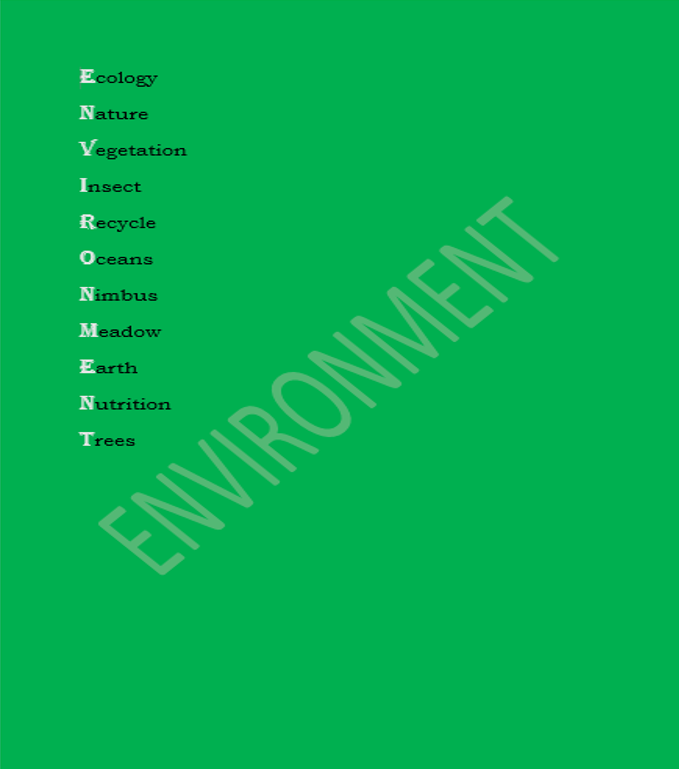 Ecology
Nature
Vegetation
Insect
Recycle
Oceans
Nimbus
Meadow
Earth
Nutrition
Trees
ENVIRONMENT